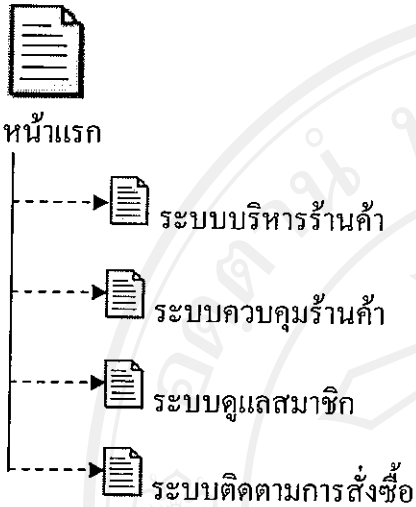 หน้าแรก
ระบบบริหารร้านค้า
ระบบควบคุมร้านค้า
ระบบดูแลสมาชิก
ระบบติดตามการสั่งซื้อ